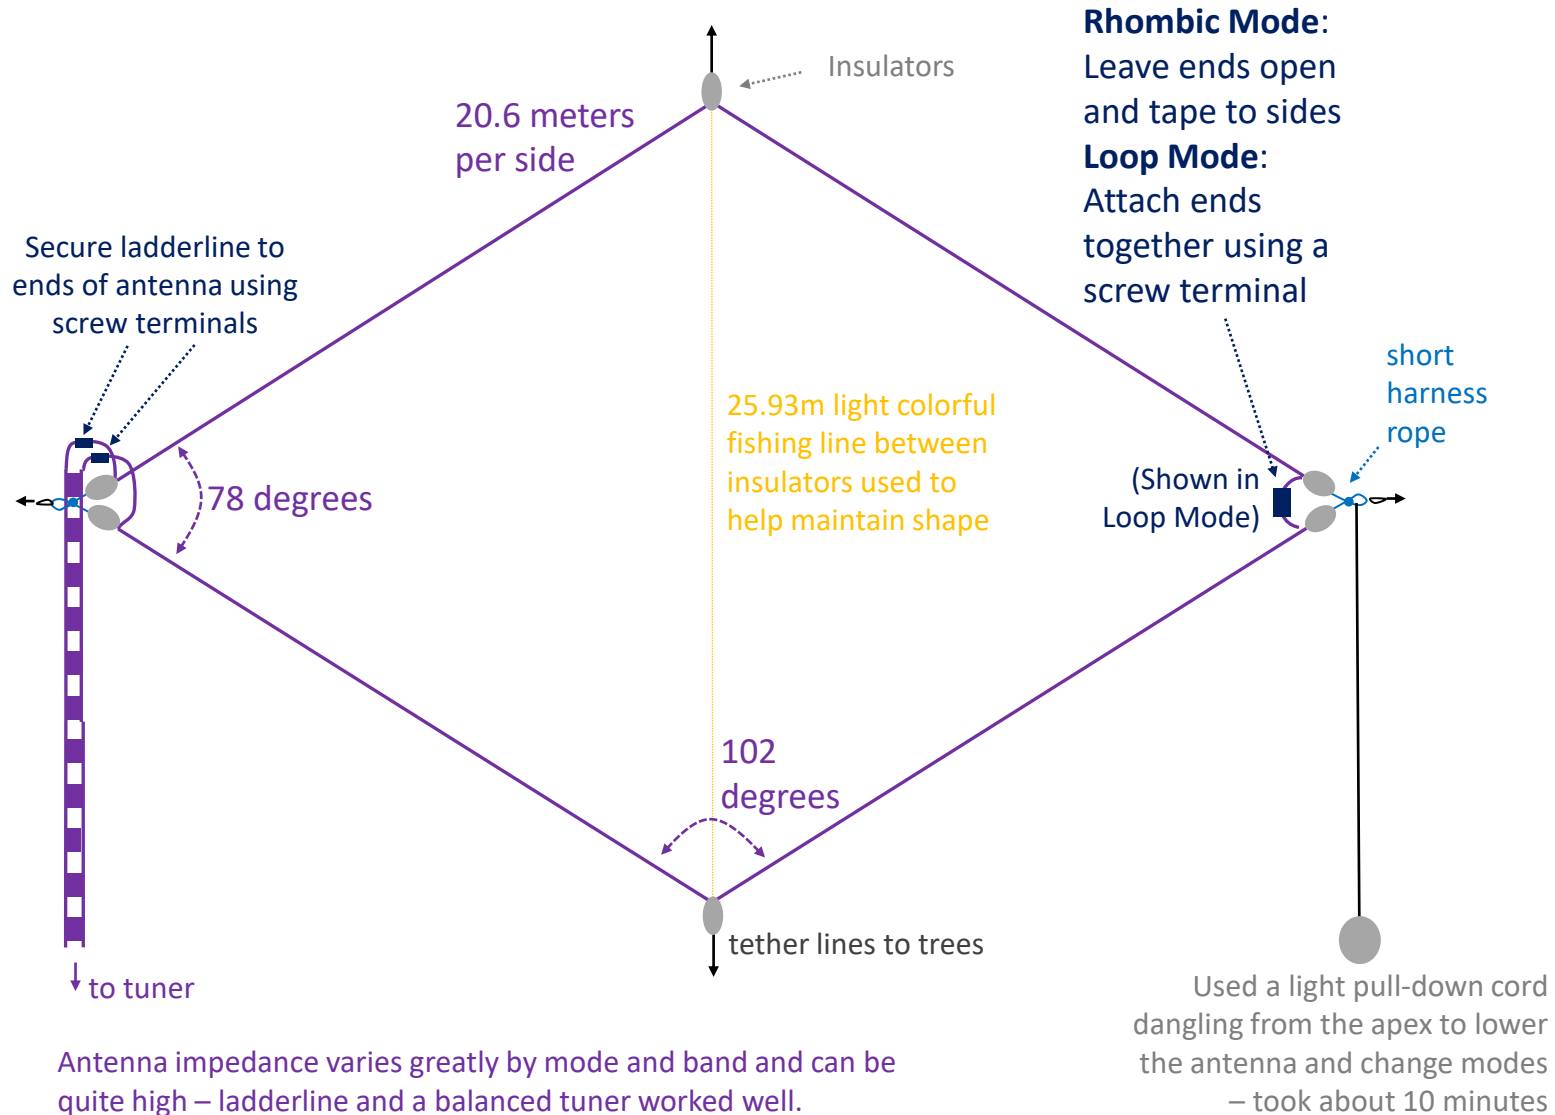 Rhombic Mode:
Leave ends open
and tape to sides
Loop Mode:
Attach ends
together using a
screw terminal
Insulators
20.6 meters
per side
Secure ladderline to
ends of antenna using
screw terminals
short
harness
rope
25.93m light colorful
fishing line between
insulators used to
help maintain shape
78 degrees
(Shown in
Loop Mode)
102
degrees
tether lines to trees
to tuner
Used a light pull-down cord
dangling from the apex to lower
the antenna and change modes
– took about 10 minutes
Antenna impedance varies greatly by mode and band and can be
quite high – ladderline and a balanced tuner worked well.